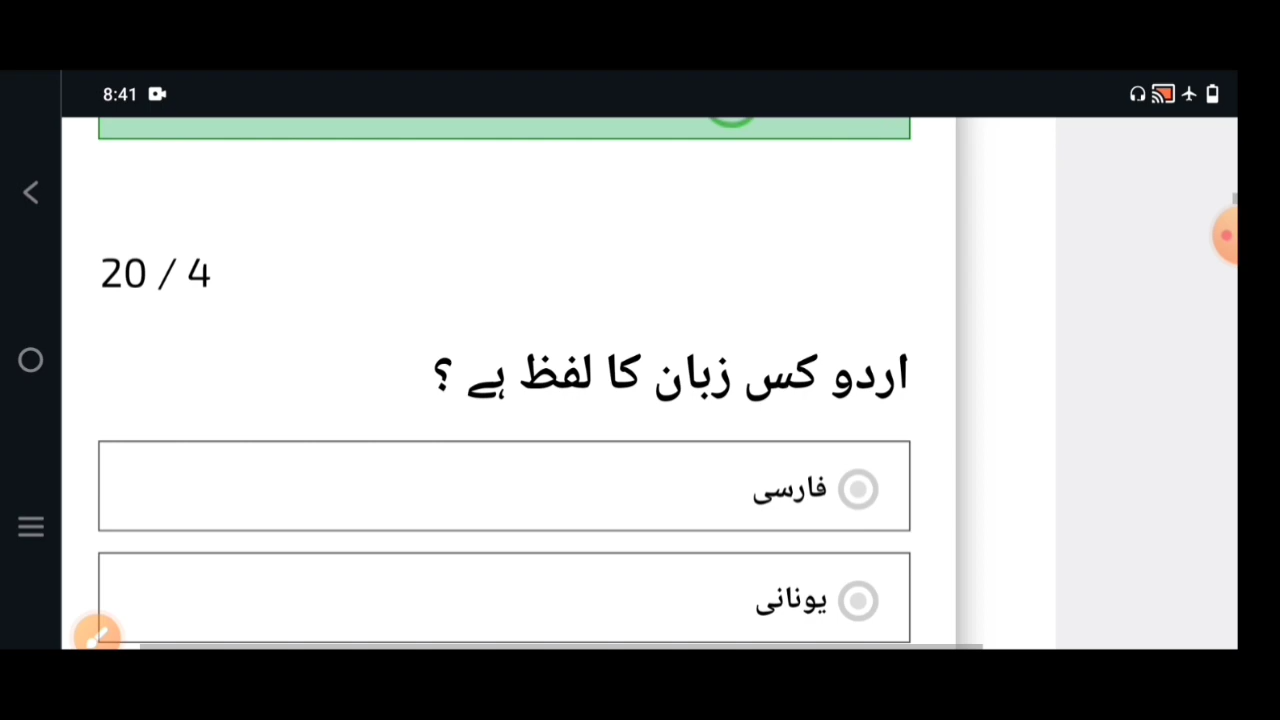 8:41
20 / 4
اردو کس زبان کا لفظ ہے ؟
فارسی
یونانی